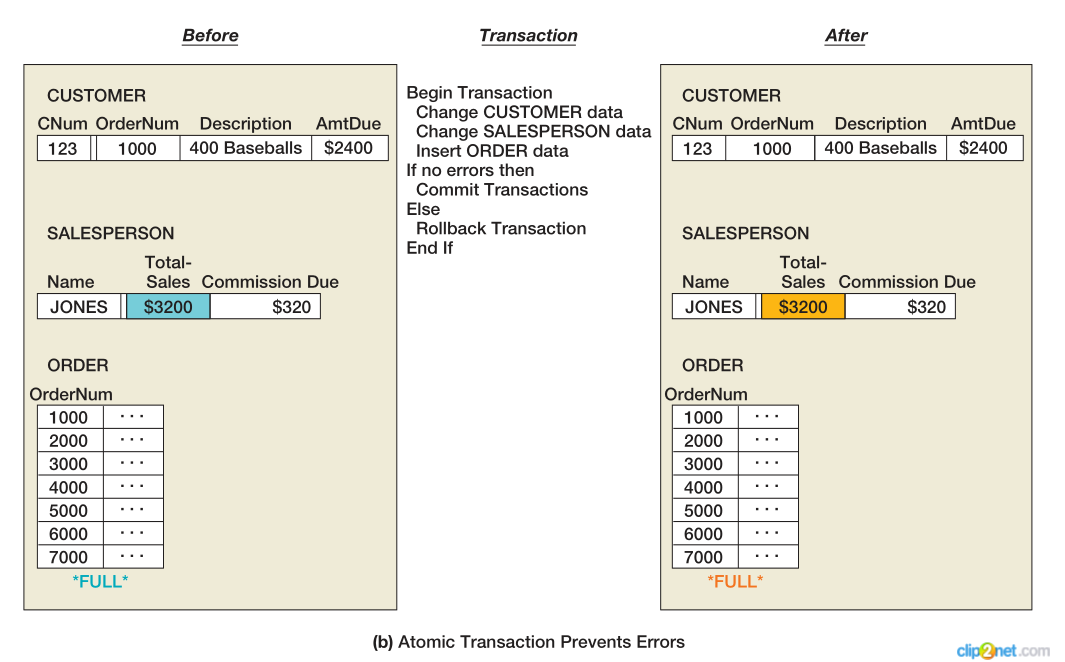 Before Transaction After
CUSTOMER
CNum OrderNum Description AmtDue
123 1000 400 Baseballs $2400
SALESPERSON
Total-
Name Sales Commission Due
JONES $3200 $320
ORDER
OrderNum
1000 . . .
2000 . . .
3000 . . .
4000 . . .
5000 . . .
6000 . . .
7000 . . .
*FULL*
Begin Transaction
Change CUSTOMER data
Change SALESPERSON data
Insert ORDER data
If no errors then
Commit Transactions
Else
Rollback Transaction
End If
CUSTOMER
CNum OrderNum Description AmtDue
123 1000 400 Baseballs $2400
SALESPERSON
Total-
Name Sales Commission Due
JONES $3200 $320
ORDER
OrderNum
1000 . . .
2000 . . .
3000 . . .
4000 . . .
5000 . . .
6000 . . .
7000 . . .
*FULL*
(b) Atomic Transaction Prevents Errors
clip2net.com